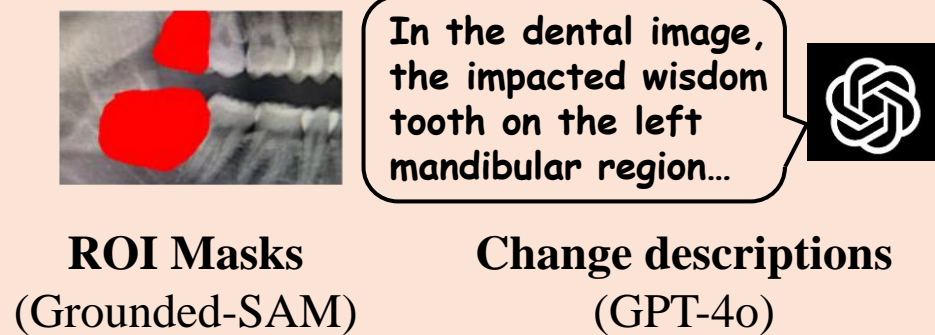 In the dental image,
the impacted wisdom
tooth on the left
mandibular region…
ROI Masks
(Grounded-SAM)
Change descriptions
(GPT-4o)